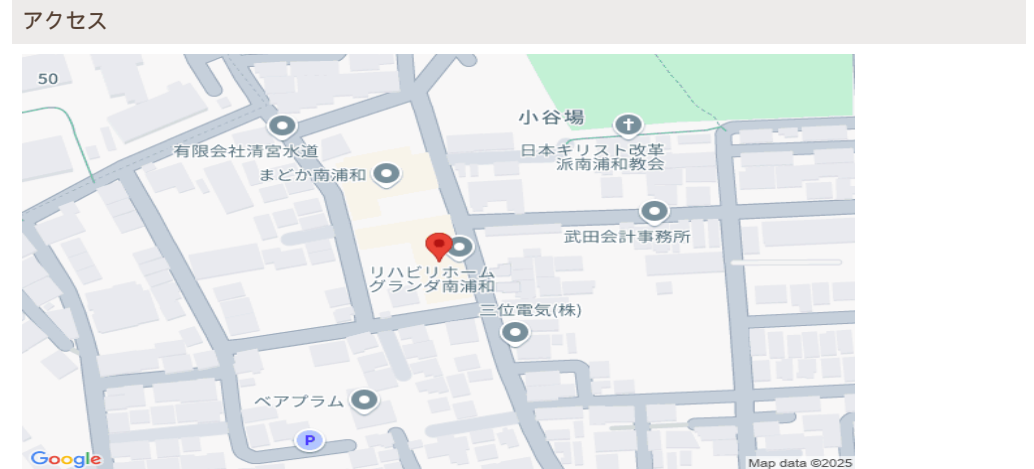 アクセス
50
小谷場
有限会社清宮水道
日本キリスト改革
派南浦和教会
まどか南浦和
武田会計事務所
リハビリホーム
グランダ南浦和
三位電気(株)
ベアプラム
P
Google
Map data ©2025